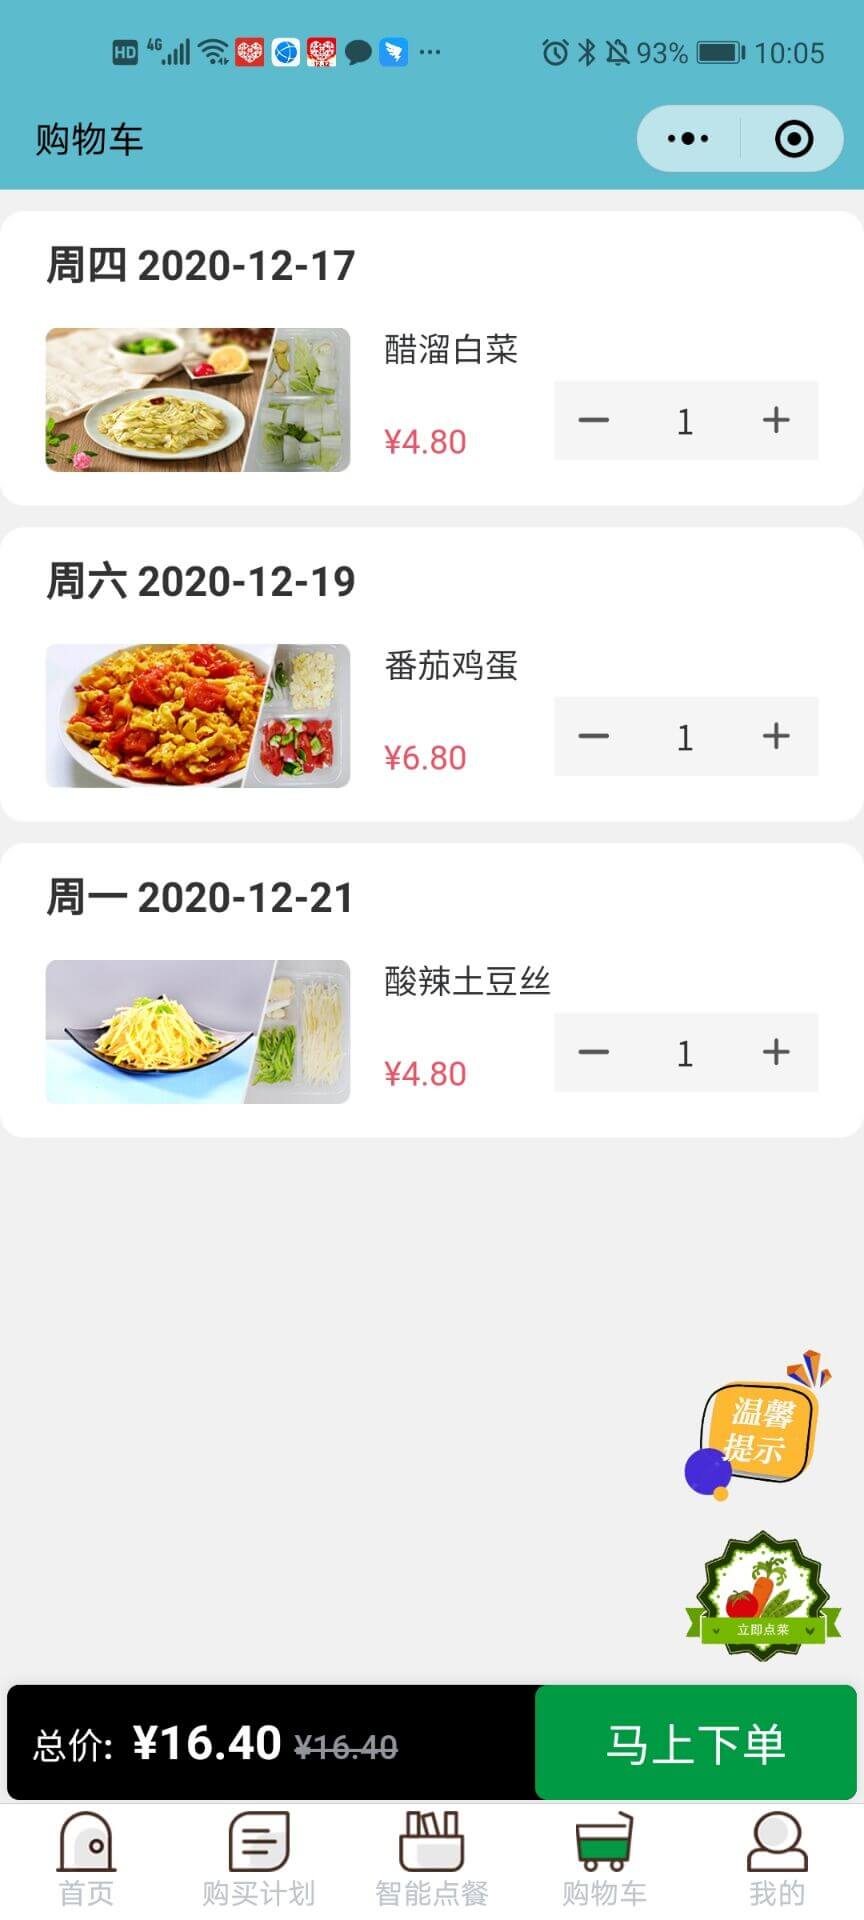 HD 4G 93% 10:05
购物车
周四 2020-12-17
醋溜白菜
¥4.80
1
周六 2020-12-19
番茄鸡蛋
¥6.80
1
周一 2020-12-21
酸辣土豆丝
¥4.80
1
温馨
提示
立即点菜
总价: ¥16.40 ¥16.40
马上下单
首页 购买计划 智能点餐 购物车 我的